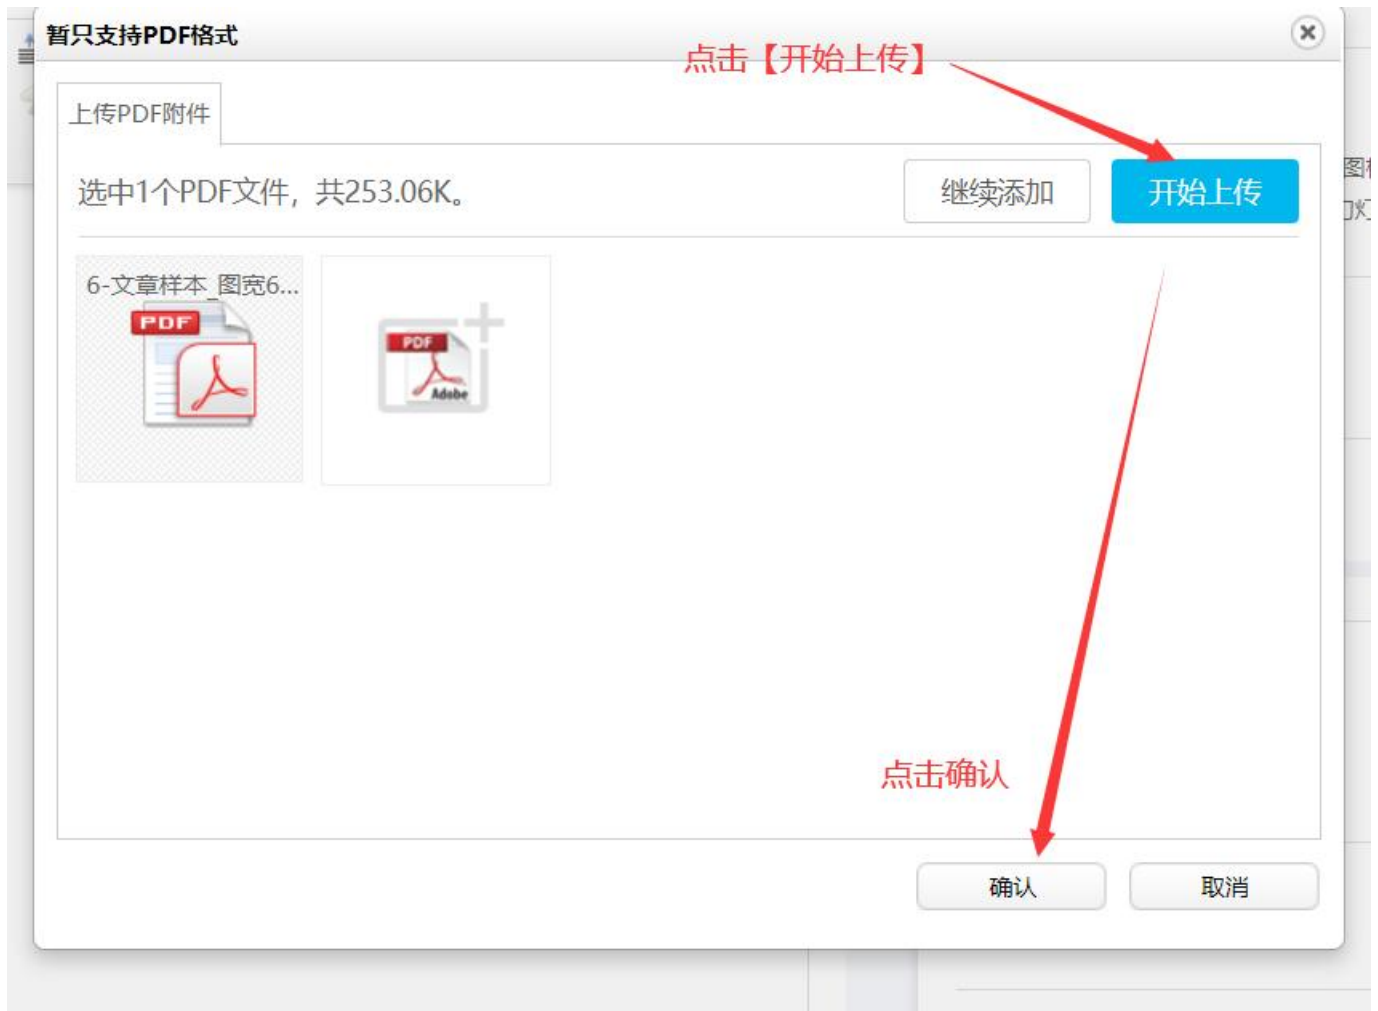 暂只支持PDF格式
点击【开始上传】
上传PDF附件
选中1个PDF文件，共253.06K。
继续添加
开始上传
6-文章样本_图宽6...
PDF
PDF
Adobe
点击确认
确认
取消